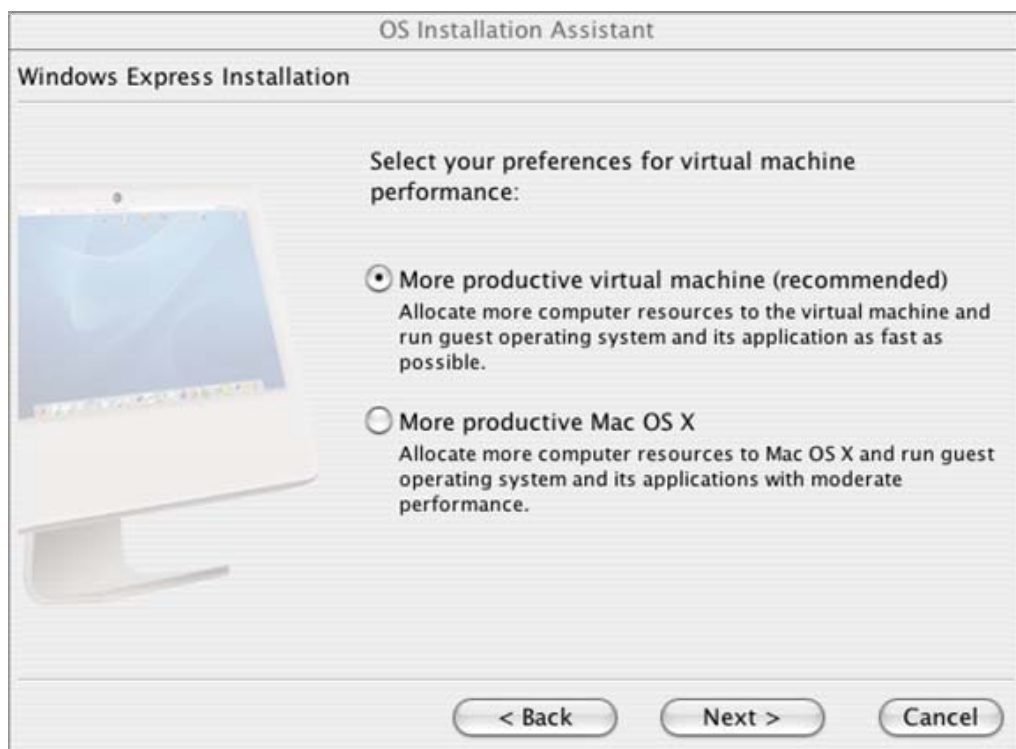 OS Installation Assistant
Windows Express Installation
Select your preferences for virtual machine
performance:
More productive virtual machine (recommended)
Allocate more computer resources to the virtual machine and
run guest operating system and its application as fast as
possible.
More productive Mac OS X
Allocate more computer resources to Mac OS X and run guest
operating system and its applications with moderate
performance.
< Back
Next >
Cancel